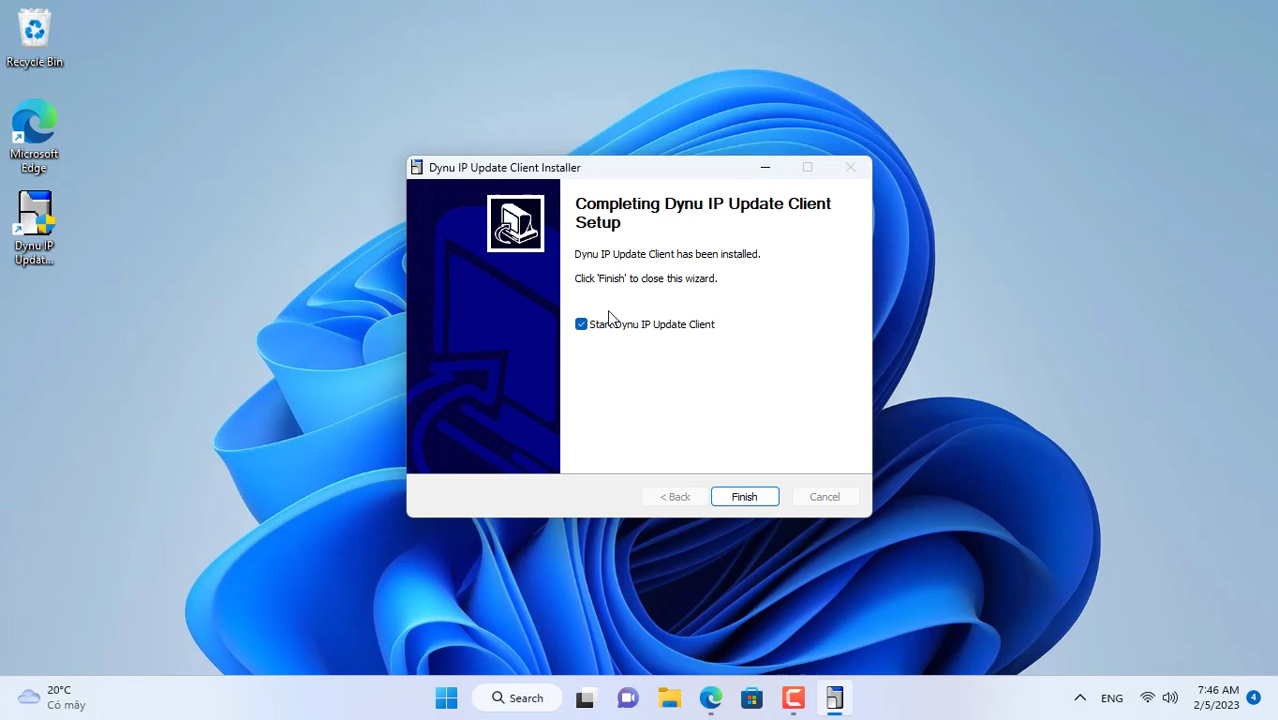 Recycle Bin
Microsoft
Edge
Dynu IP
Updat...
Dynu IP Update Client Installer
Completing Dynu IP Update Client
Setup
Dynu IP Update Client has been installed.
Click 'Finish' to close this wizard.
Start Dynu IP Update Client
< Back
Finish
Cancel
20°C
Có mây
Search
ENG
7:46 AM
2/5/2023
4